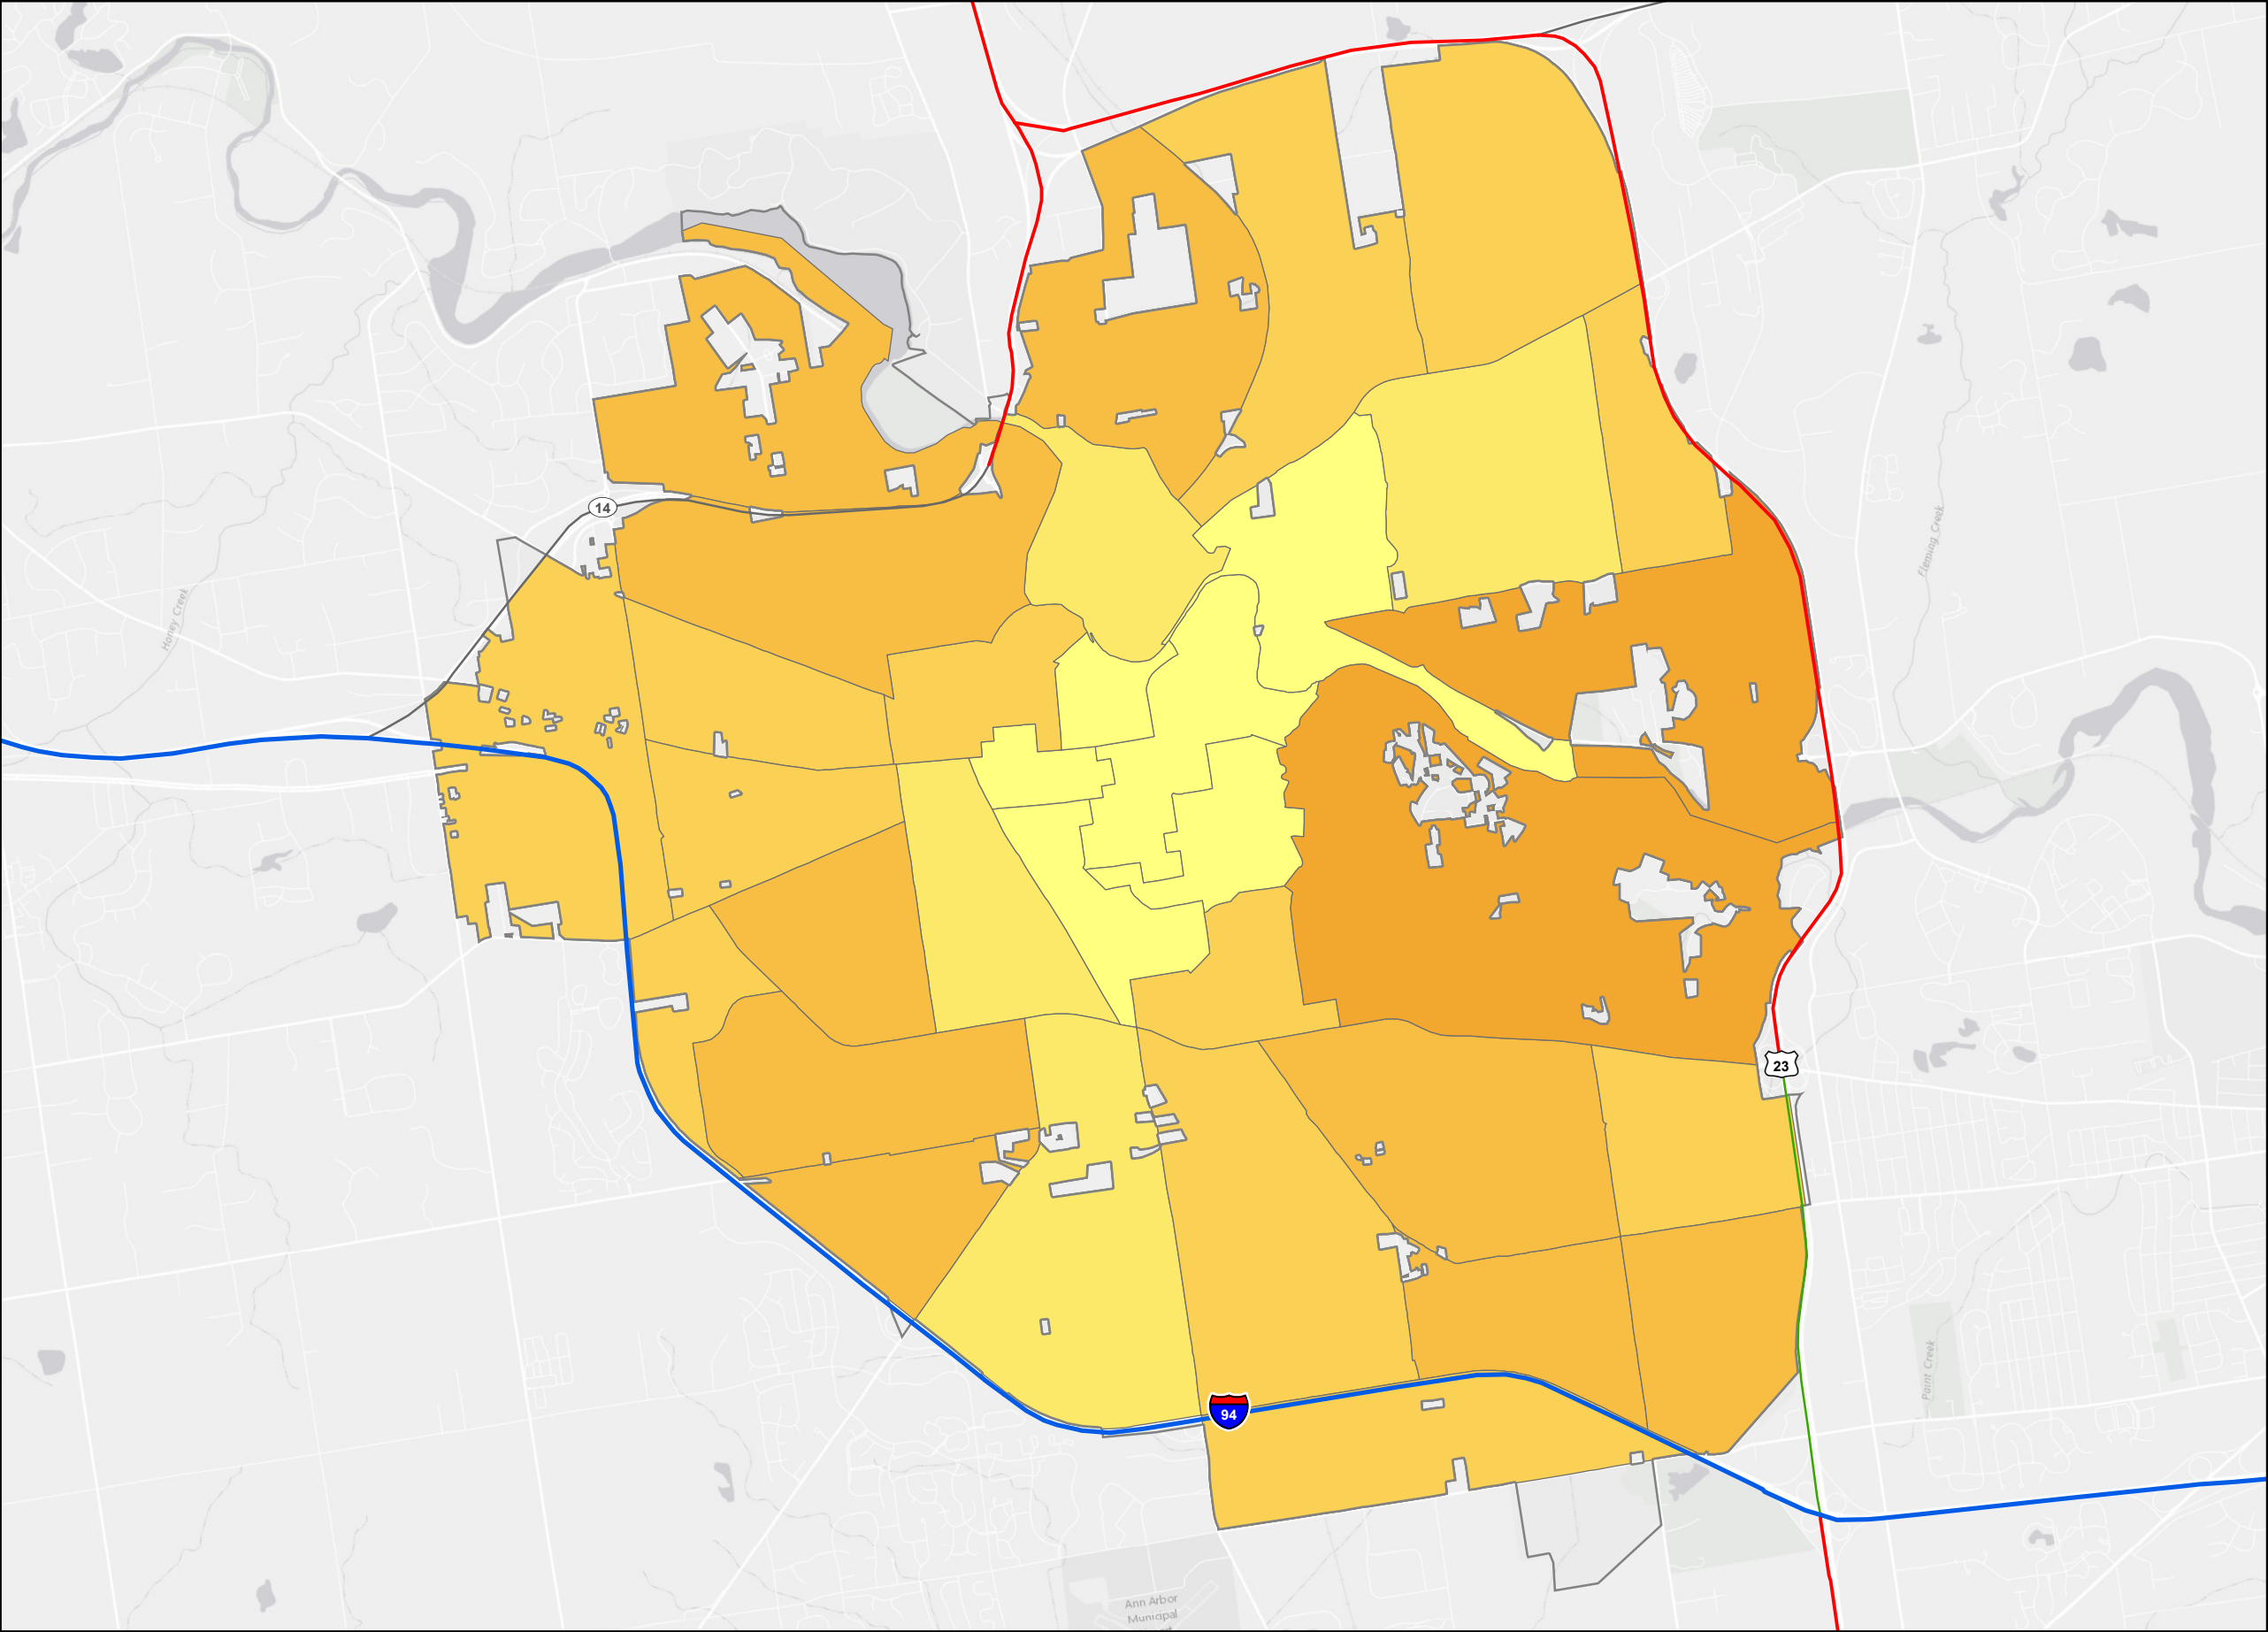 14
Honey Creek
Fleming Creek
23
Paint Creek
94
Ann Arbor
Municipal